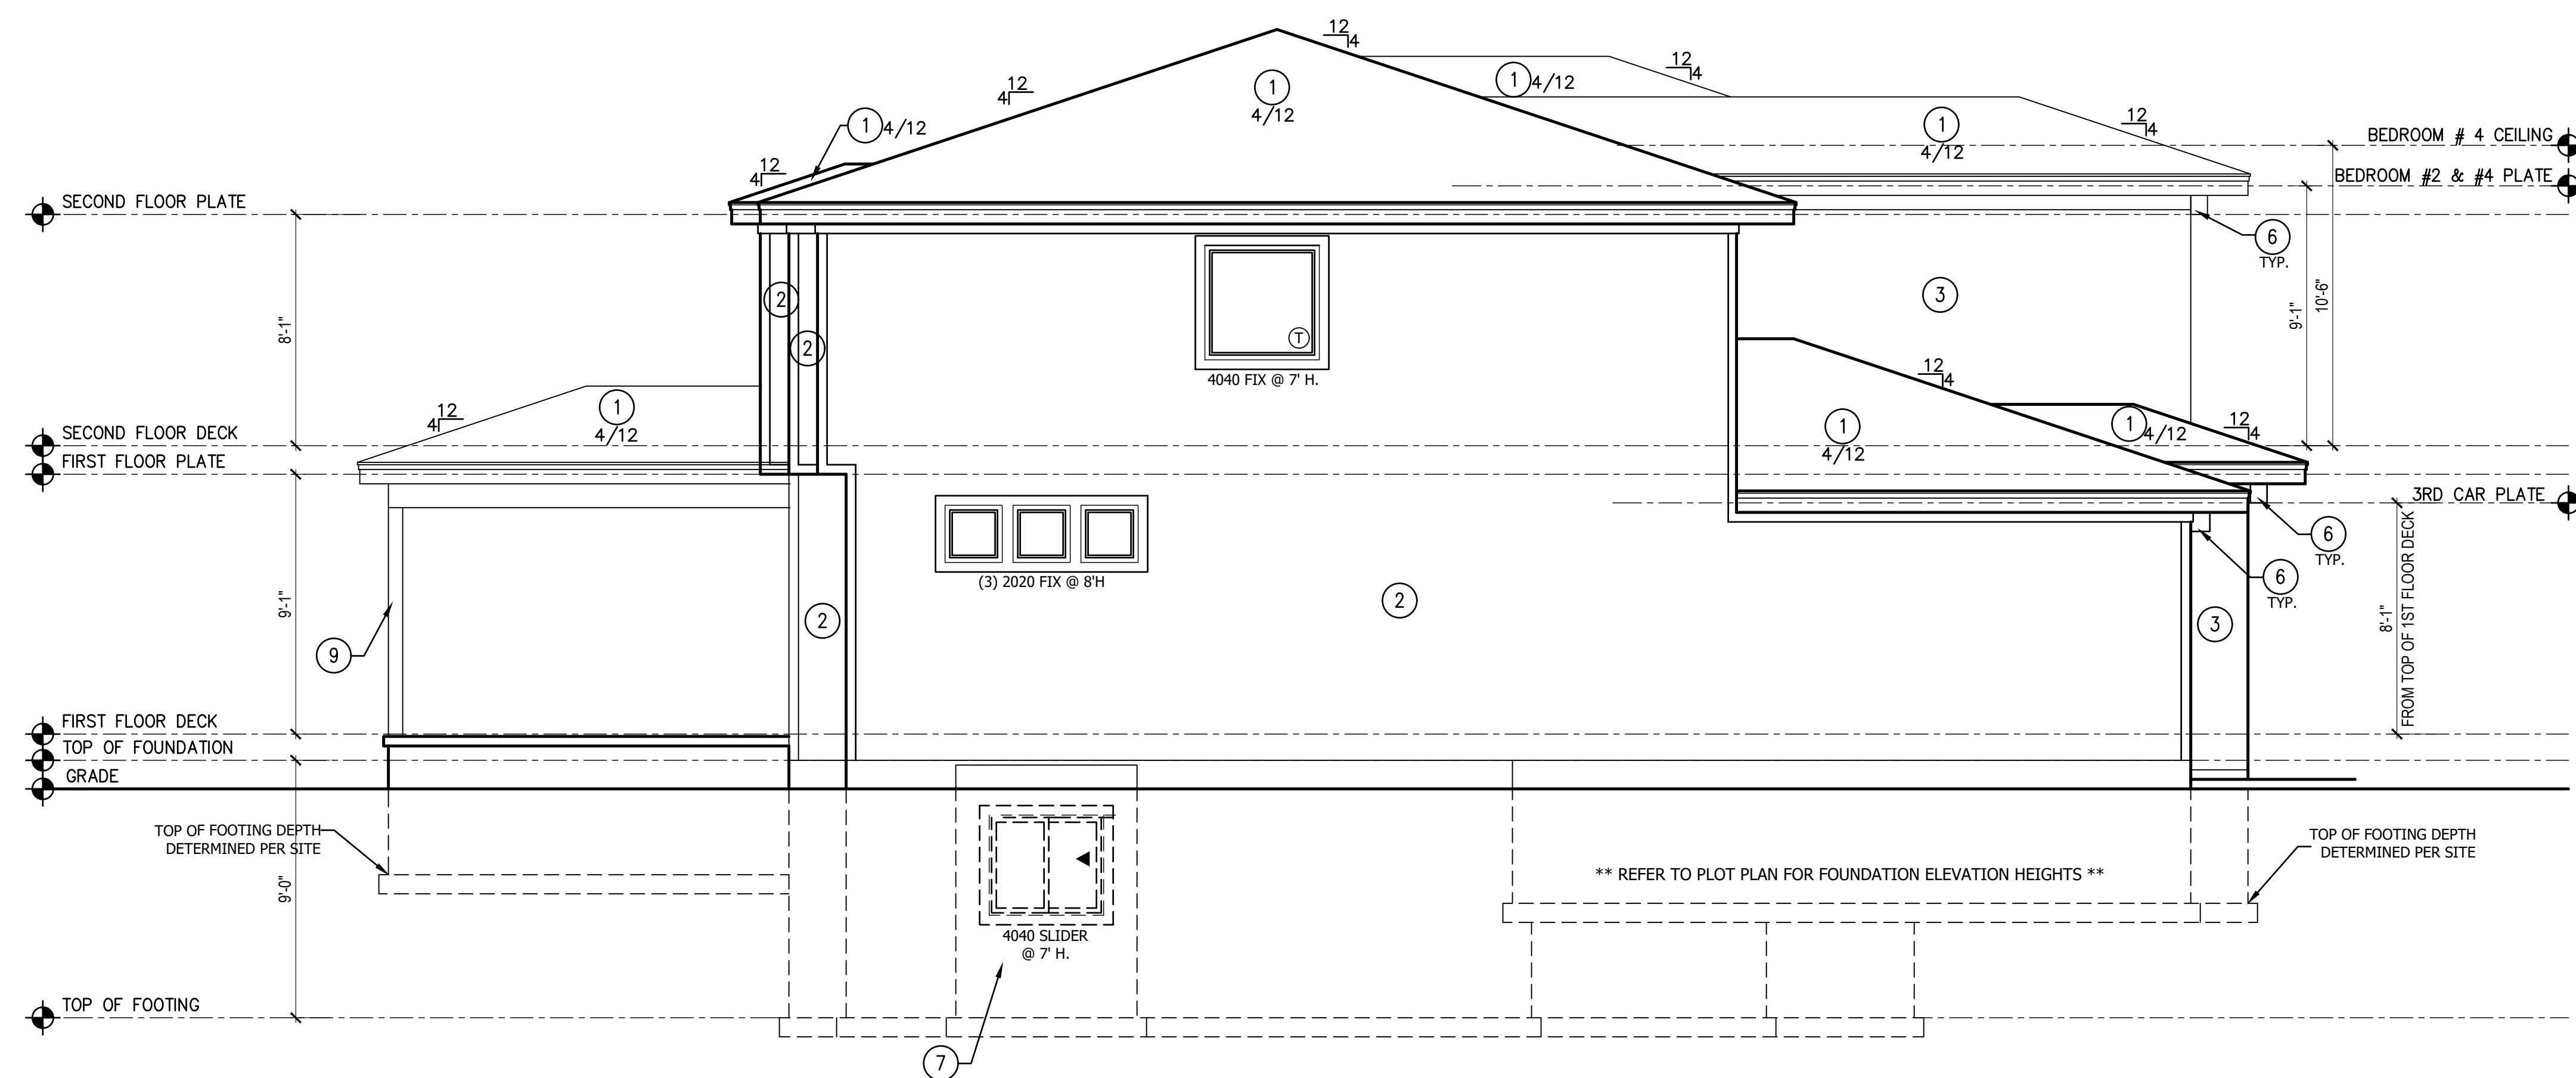 12
4
12
4
1 4/12
12
4
1
4/12
12
4
1 4/12
1
4/12
12
4
12
4
BEDROOM # 4 CEILING
BEDROOM #2 & #4 PLATE
SECOND FLOOR PLATE
6
TYP.
2
2
T
4040 FIX @ 7' H.
3
8'-1"
9'-1"
10'-6"
12
4
12
4
1
4/12
1
4/12
1 4/12
12
4
SECOND FLOOR DECK
FIRST FLOOR PLATE
3RD CAR PLATE
6
TYP.
6
TYP.
(3) 2020 FIX @ 8'H
2
2
3
9'-1"
9
8'-1"
FROM TOP OF 1ST FLOOR DECK
FIRST FLOOR DECK
TOP OF FOUNDATION
GRADE
TOP OF FOOTING DEPTH
DETERMINED PER SITE
TOP OF FOOTING DEPTH
DETERMINED PER SITE
9'-0"
** REFER TO PLOT PLAN FOR FOUNDATION ELEVATION HEIGHTS **
4040 SLIDER
@ 7' H.
TOP OF FOOTING
7